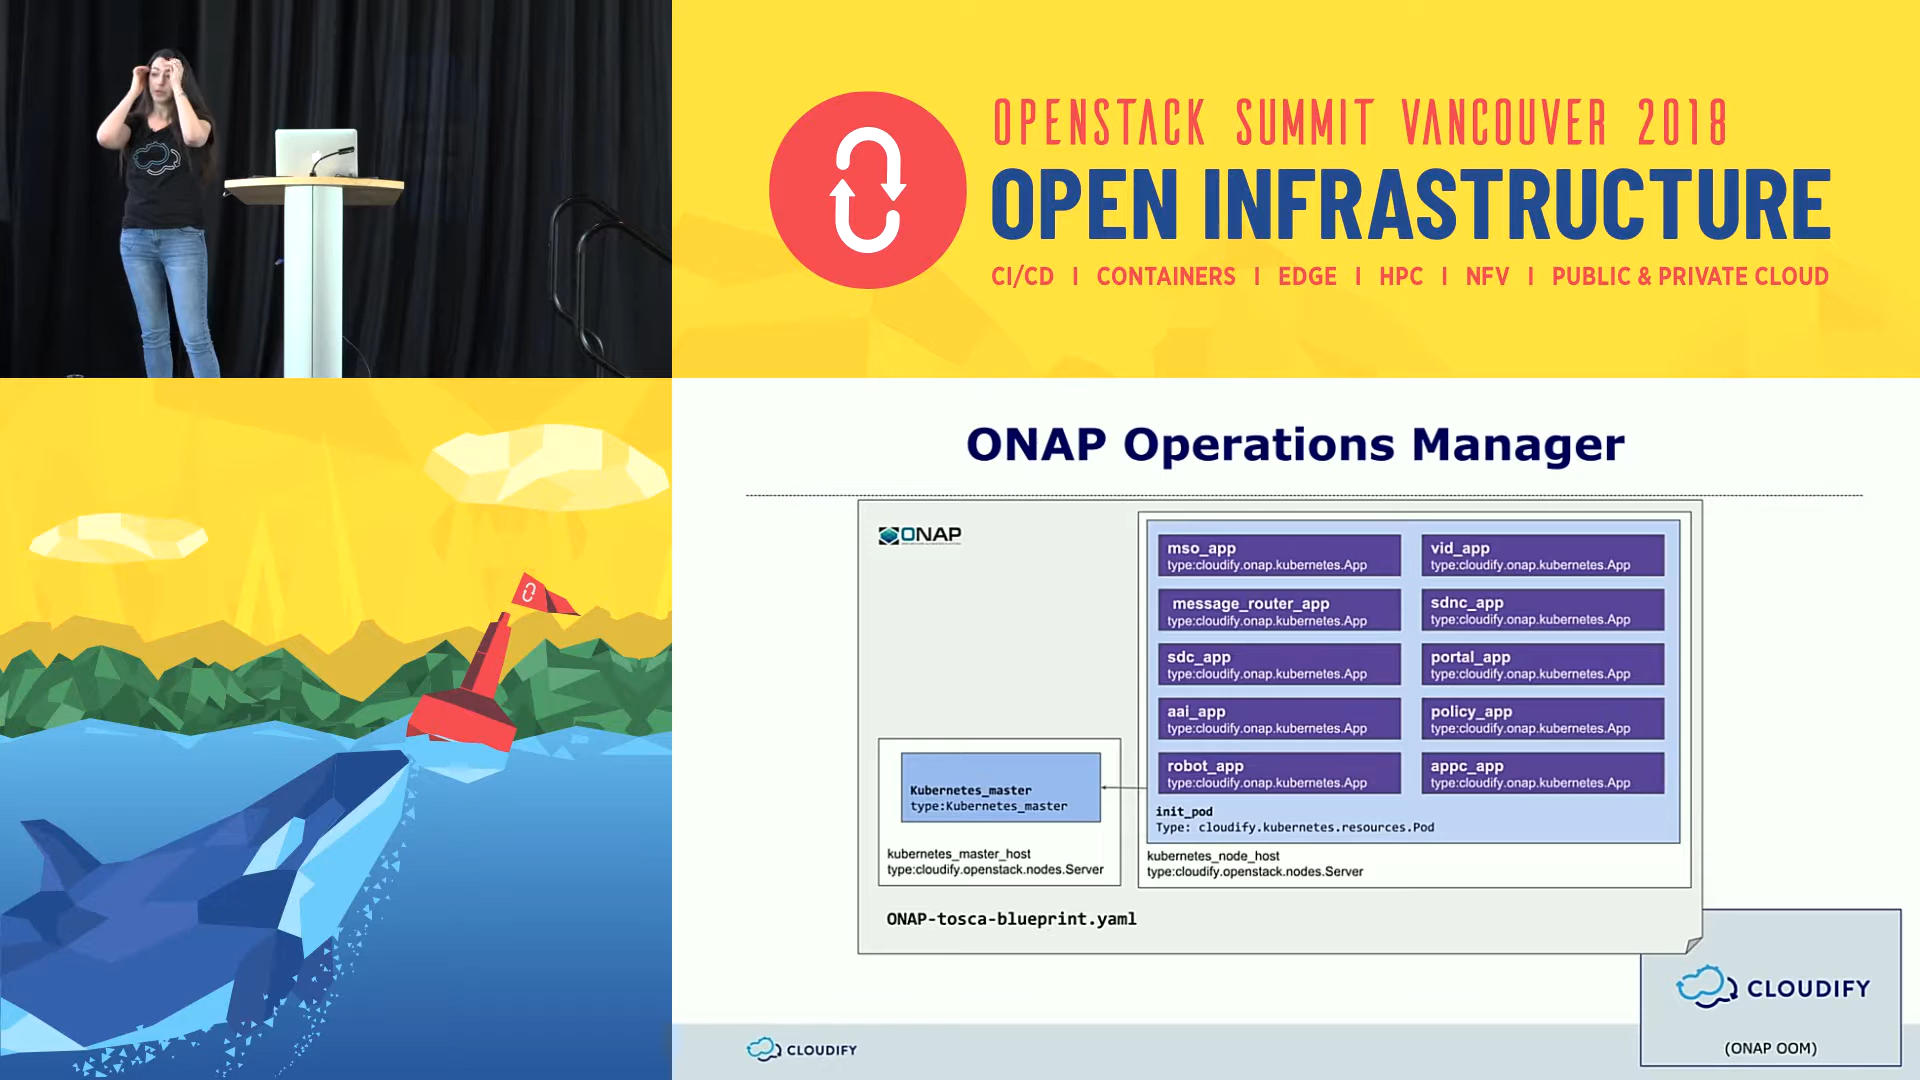 OPENSTACK SUMMIT VANCOUVER 2018
OPEN INFRASTRUCTURE
CI/CD I CONTAINERS I EDGE I HPC I NFV I PUBLIC & PRIVATE CLOUD
ONAP Operations Manager
ONAP
mso_app
type:cloudify.onap.kubernetes.App
vid_app
type:cloudify.onap.kubernetes.App
message_router_app
type:cloudify.onap.kubernetes.App
sdnc_app
type:cloudify.onap.kubernetes.App
sdc_app
type:cloudify.onap.kubernetes.App
portal_app
type:cloudify.onap.kubernetes.App
aai_app
type:cloudify.onap.kubernetes.App
policy_app
type:cloudify.onap.kubernetes.App
robot_app
type:cloudify.onap.kubernetes.App
appc_app
type:cloudify.onap.kubernetes.App
init_pod
Type: cloudify.kubernetes.resources.Pod
Kubernetes_master
type:Kubernetes_master
kubernetes_master_host
type:cloudify.openstack.nodes.Server
kubernetes_node_host
type:cloudify.openstack.nodes.Server
ONAP-tosca-blueprint.yaml
CLOUDIFY
(ONAP OOM)
CLOUDIFY